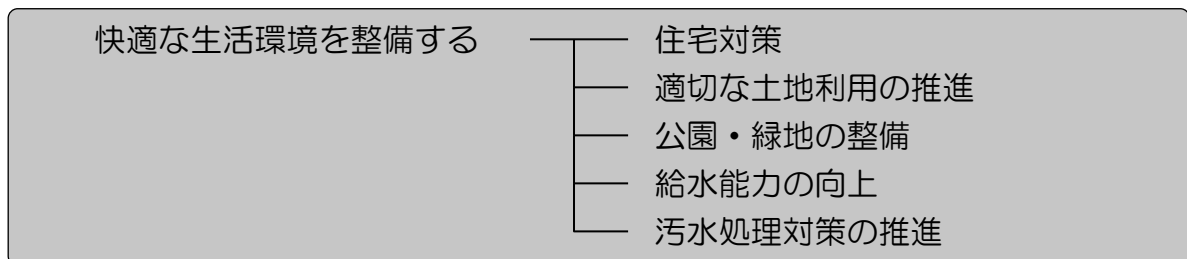 快適な生活環境を整備する
住宅対策
適切な土地利用の推進
公園・緑地の整備
給水能力の向上
汚水処理対策の推進